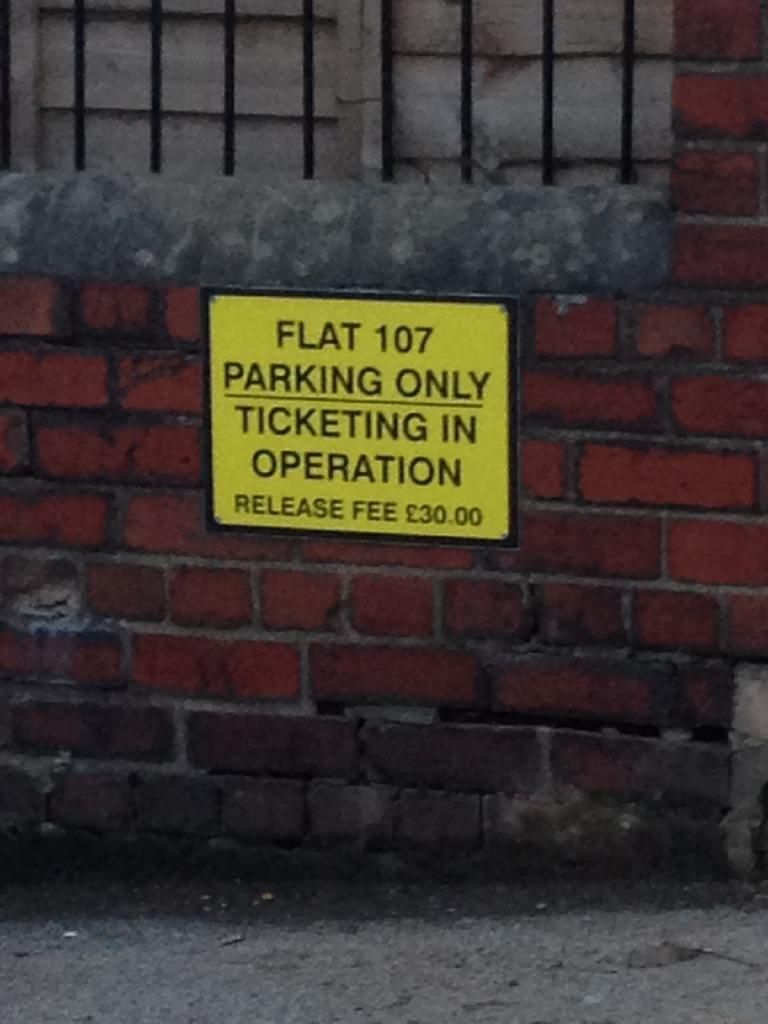 FLAT 107
PARKING ONLY
TICKETING IN
OPERATION
RELEASE FEE £30.00